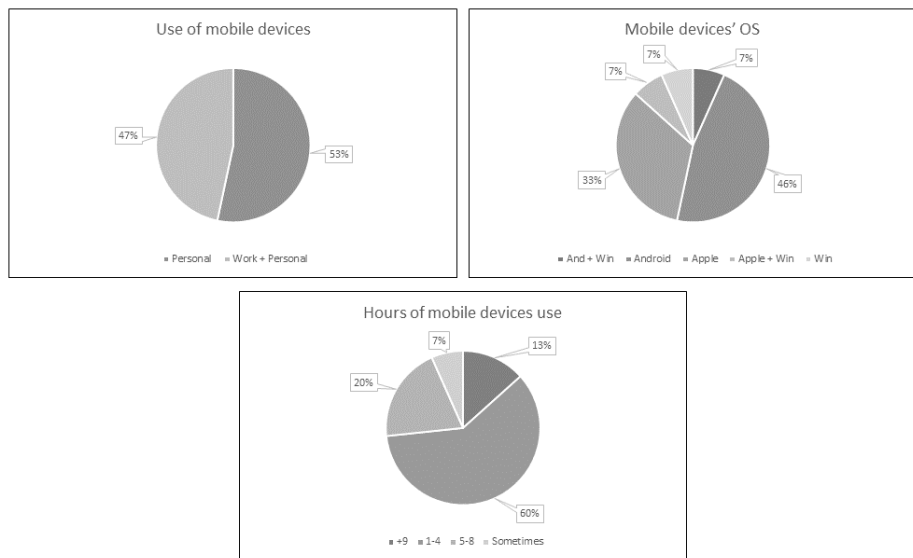 Use of mobile devices
47%
53%
Personal Work + Personal
Mobile devices' OS
7% 7%
7%
33%
46%
And + Win Android Apple Apple + Win Win
Hours of mobile devices use
7% 13%
20%
60%
+9 1-4 5-8 Sometimes